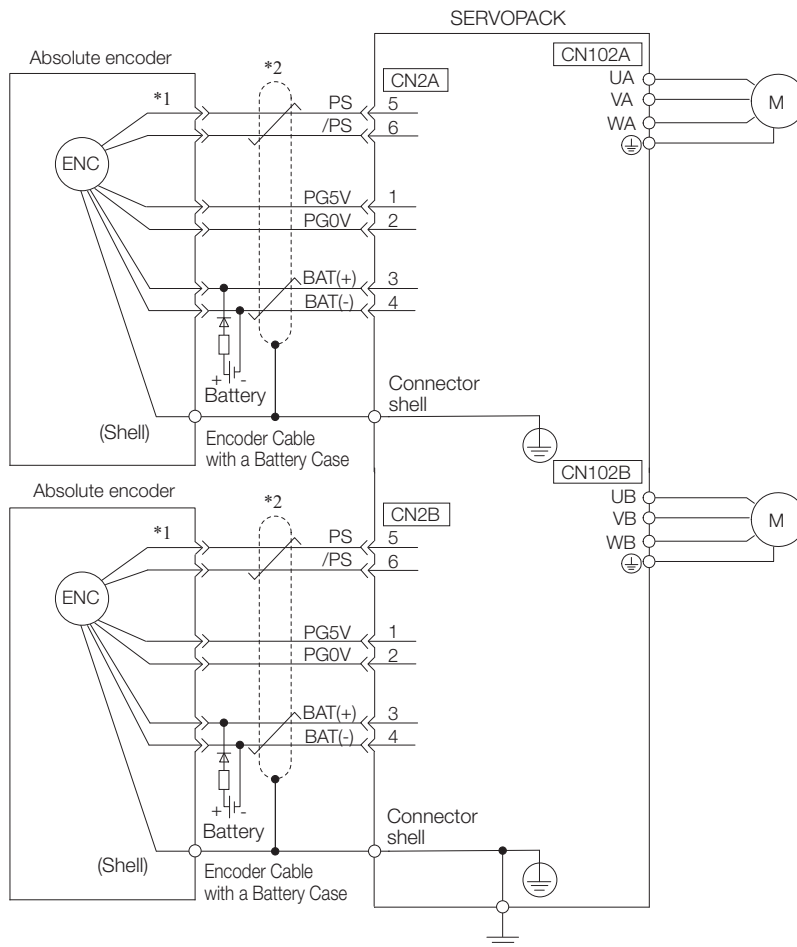 SERVOPACK
Absolute encoder
*1
*2
ENC
PS
/PS
PG5V
PG0V
BAT(+)
BAT(-)
CN2A
5
6
1
2
3
4
+ -
Battery
(Shell)
Encoder Cable
with a Battery Case
Connector
shell
CN102A
UA
VA
WA
M
Absolute encoder
*1
*2
ENC
PS
/PS
PG5V
PG0V
BAT(+)
BAT(-)
CN2B
5
6
1
2
3
4
+ -
Battery
(Shell)
Encoder Cable
with a Battery Case
Connector
shell
CN102B
UB
VB
WB
M